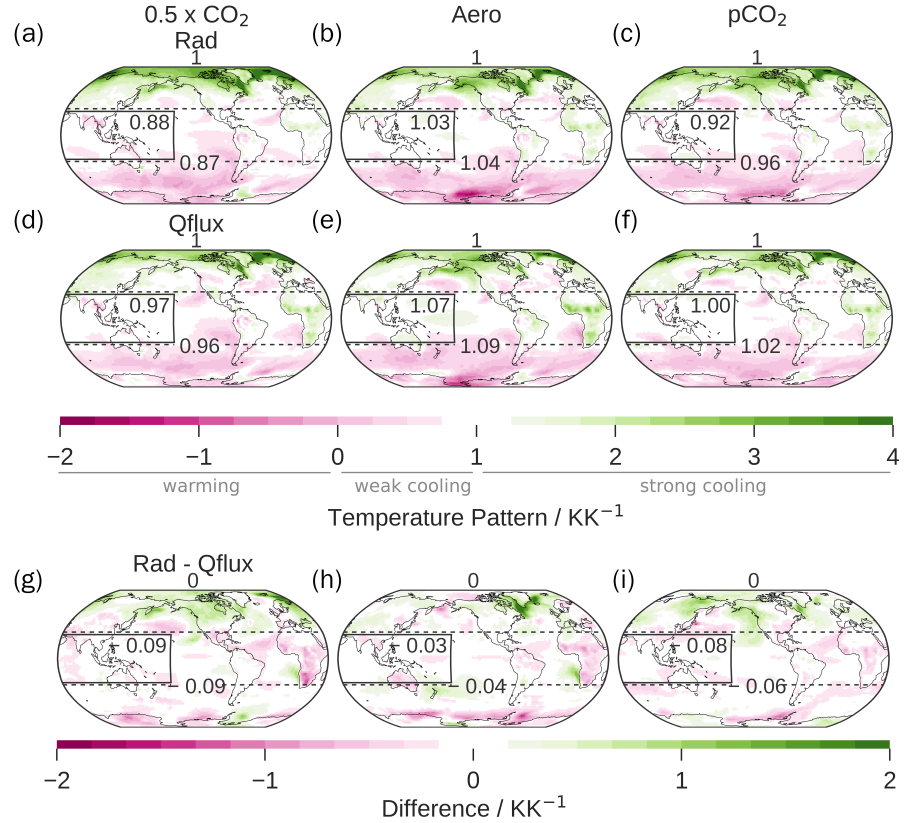 0.5 x CO₂
Aero
pCO₂
(a)
Rad
(b)
(c)
1
1
1
0.88
1.03
0.92
0.87
1.04
0.96
(d)
Qflux
(e)
(f)
1
1
1
0.97
1.07
1.00
0.96
1.09
1.02
−2
−1
0
1
2
3
4
warming
weak cooling
strong cooling
Temperature Pattern / KK⁻¹
(g)
Rad - Qflux
(h)
(i)
0
0
0
− 0.09
− 0.03
− 0.08
− 0.09
− 0.04
− 0.06
−2
−1
0
1
2
Difference / KK⁻¹